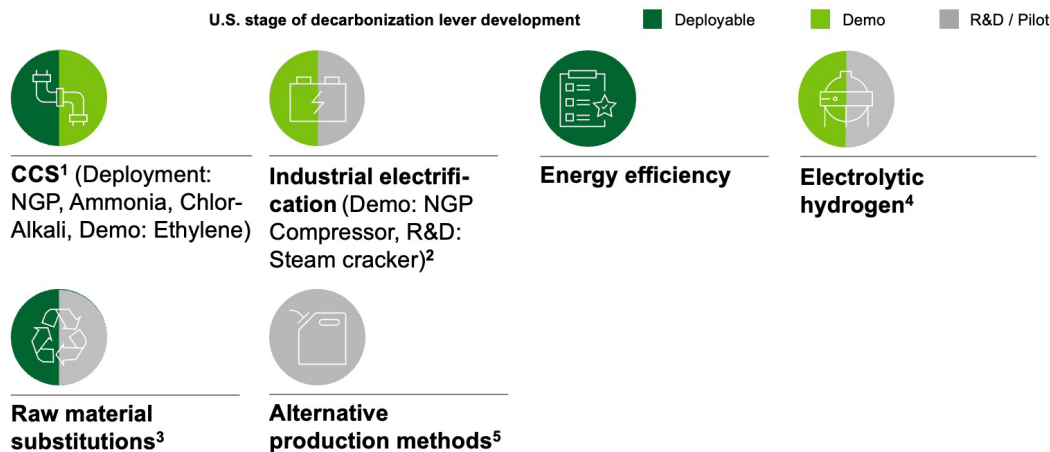 U.S. stage of decarbonization lever development
Deployable
Demo
R&D / Pilot
CCS¹ (Deployment:
NGP, Ammonia, Chlor-
Alkali, Demo: Ethylene)
Industrial electrifi-
cation (Demo: NGP
Compressor, R&D:
Steam cracker)²
Energy efficiency
Electrolytic
hydrogen⁴
Raw material
substitutions³
Alternative
production methods⁵